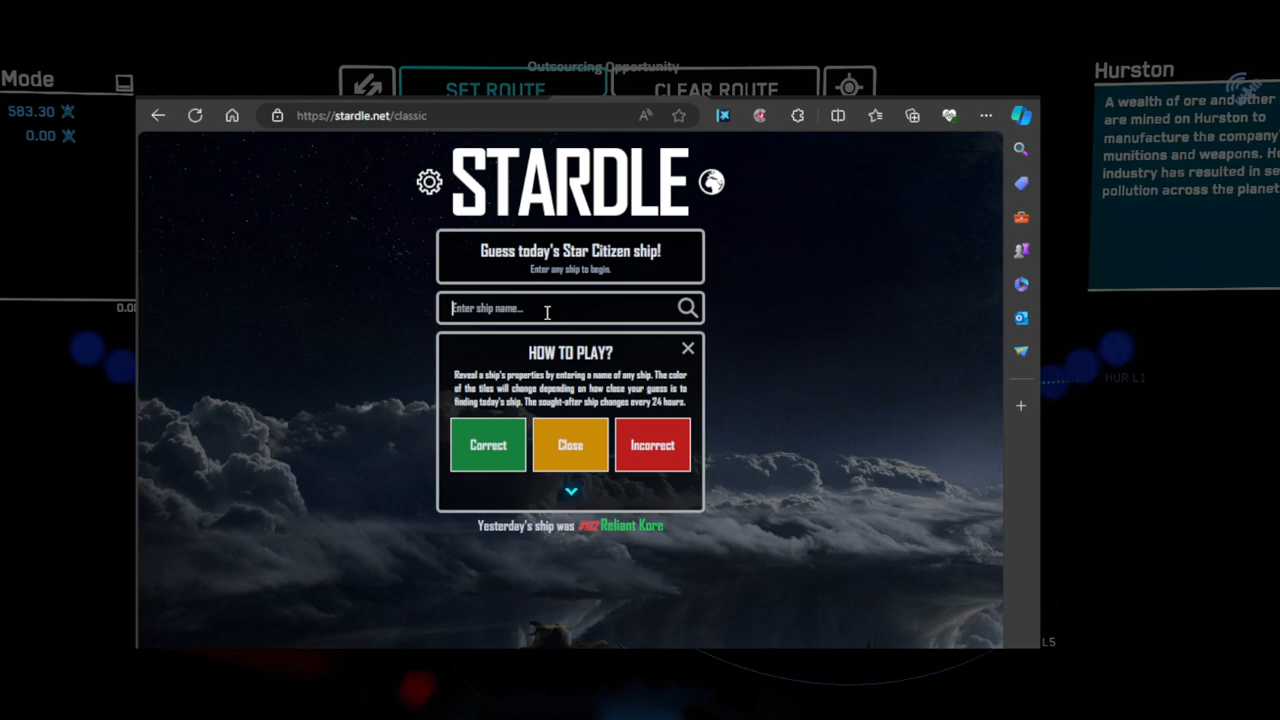 Outsourcing Opportunity
Mode
SET ROUTE
CLEAR ROUTE
Hurston
583.30
0.00
A wealth of ore and other
are mined on Hurston to
manufacture the company
munitions and weapons. He
industry has resulted in se
pollution across the planet
https://stardle.net/classic
STARDLE
Guess today's Star Citizen ship!
Enter any ship to begin.
Enter ship name...
0.00
HOW TO PLAY?
Reveal a ship's properties by entering a name of any ship. The color
of the tiles will change depending on how close your guess is to
finding today's ship. The sought-after ship changes every 24 hours.
HUR L1
Correct
Close
Incorrect
Yesterday's ship was #192 Reliant Kore
L5